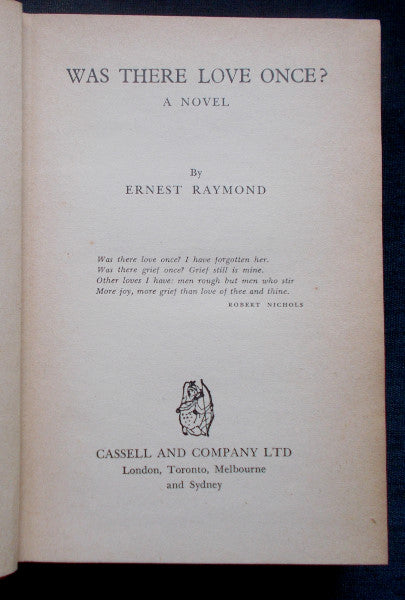 WAS THERE LOVE ONCE?
A NOVEL
By
ERNEST RAYMOND
Was there love once? I have forgotten her.
Was there grief once? Grief still is mine.
Other loves I have: men rough but men who stir
More joy, more grief than love of thee and thine.
ROBERT NICHOLS
CASSELL AND COMPANY LTD
London, Toronto, Melbourne
and Sydney